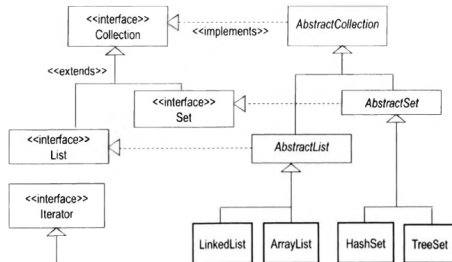 <<interface>>
Collection
<<implements>>
AbstractCollection
<<extends>>
<<interface>>
Set
AbstractSet
<<interface>>
List
AbstractList
<<interface>>
Iterator
LinkedList
ArrayList
HashSet
TreeSet